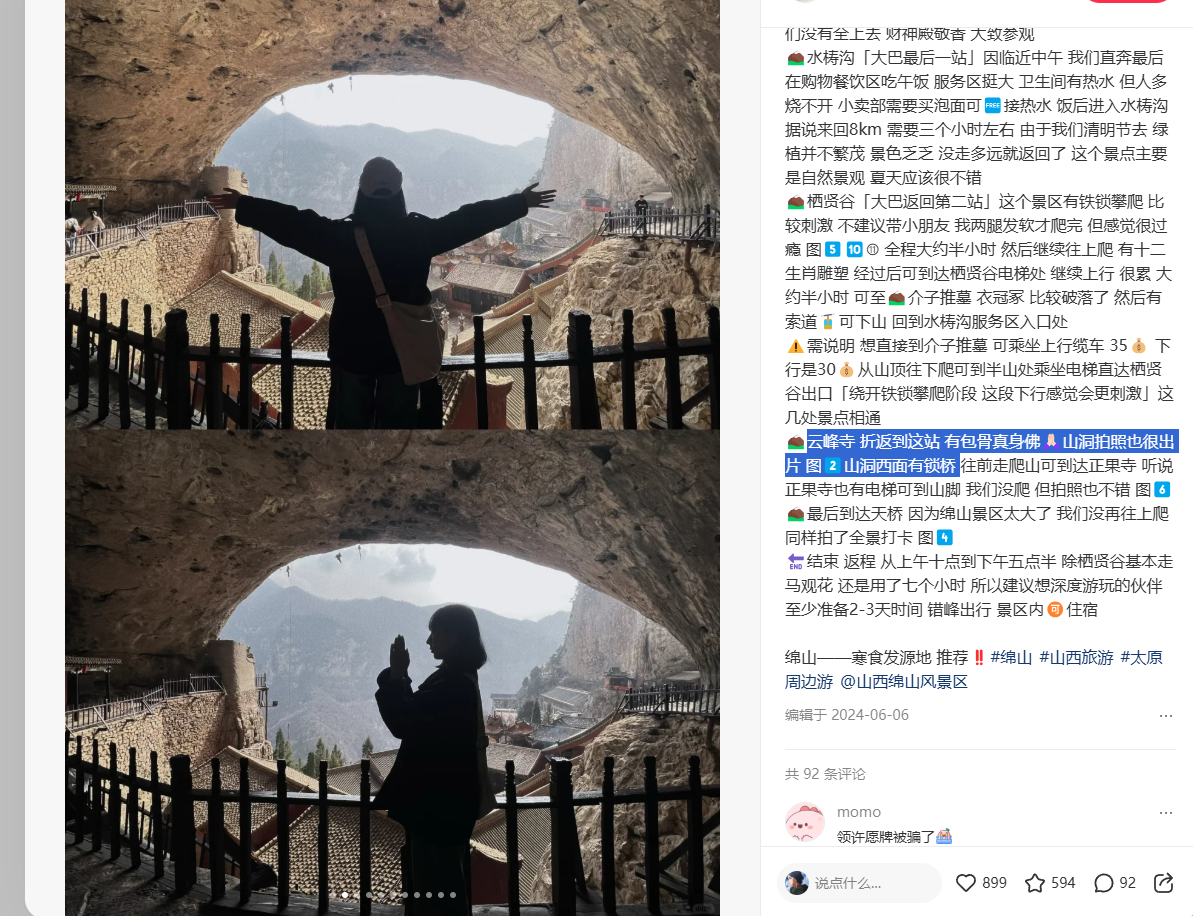 们没有全上去 财神殿敬香 大致参观
⛰️水梼沟「大巴最后一站」因临近中午 我们直奔最后
在购物餐饮区吃午饭 服务区挺大 卫生间有热水 但人多
烧不开 小卖部需要买泡面可🆓接热水 饭后进入水梼沟
据说来回8km 需要三个小时左右 由于我们清明节去 绿
植并不繁茂 景色乏乏 没走多远就返回了 这个景点主要
是自然景观 夏天应该很不错
⛰️栖贤谷「大巴返回第二站」这个景区有铁锁攀爬 比
较刺激 不建议带小朋友 我两腿发软才爬完 但感觉很过
瘾 图5️⃣ 🔟 ⑪ 全程大约半小时 然后继续往上爬 有十二
生肖雕塑 经过后可到达栖贤谷电梯处 继续上行 很累 大
约半小时 可至⛰️介子推墓 衣冠冢 比较破落了 然后有
索道🚡可下山 回到水梼沟服务区入口处
⚠️需说明 想直接到介子推墓 可乘坐上行缆车 35💰 下
行是30💰从山顶往下爬可到半山处乘坐电梯直达栖贤
谷出口「绕开铁锁攀爬阶段 这段下行感觉会更刺激」这
几处景点相通
⛰️云峰寺 折返到这站 有包骨真身佛🙏🏻山洞拍照也很出
片 图2️⃣ 山洞西面有锁桥 往前走爬山可到达正果寺 听说
正果寺也有电梯可到山脚 我们没爬 但拍照也不错 图6️⃣
⛰️最后到达天桥 因为绵山景区太大了 我们没再往上爬
同样拍了全景打卡 图4️⃣
🔚结束 返程 从上午十点到下午五点半 除栖贤谷基本走
马观花 还是用了七个小时 所以建议想深度游玩的伙伴
至少准备2-3天时间 错峰出行 景区内🉑住宿
绵山——寒食发源地 推荐‼️ #绵山 #山西旅游 #太原
周边游 @山西绵山风景区
编辑于 2024-06-06
共 92 条评论
momo
领许愿牌被骗了
说点什么... 899 594 92